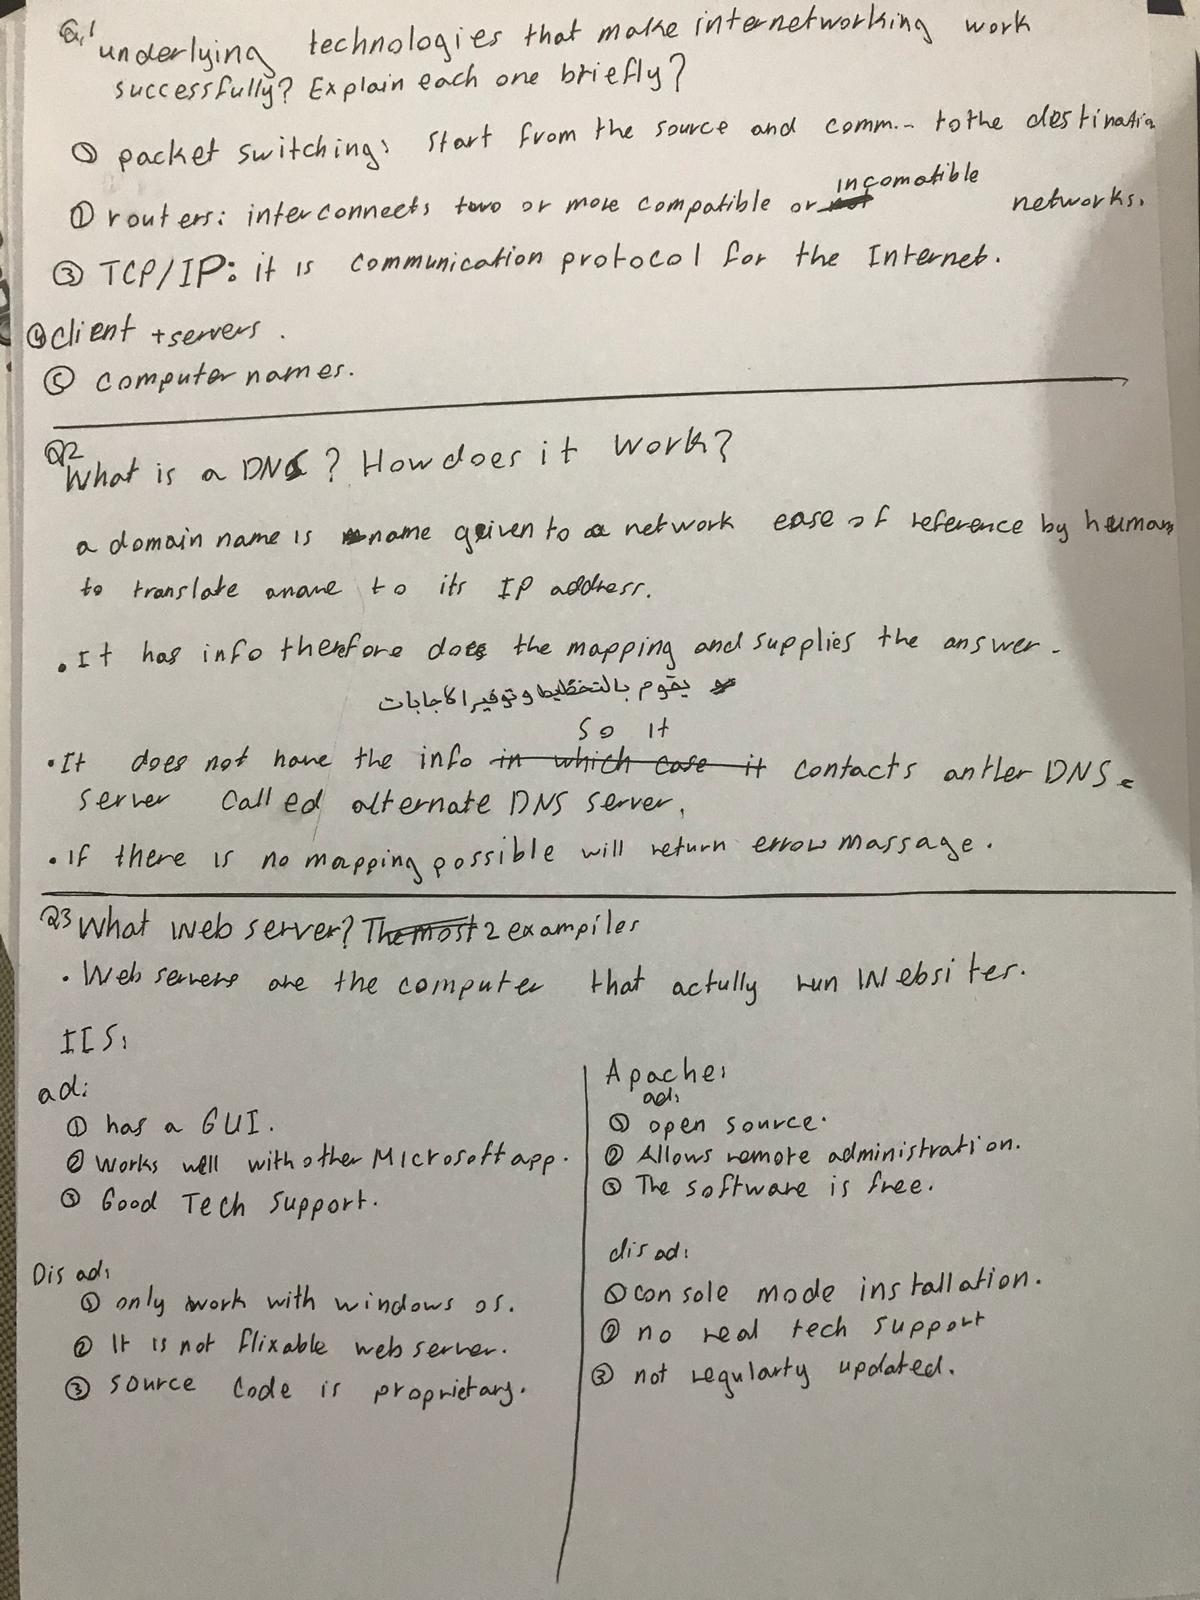 Q.1
underlying technologies that make internetworking work
successfully? Explain each one briefly?
① packet switching: start from the source and comm.. to the destinatio
① routers: interconnects two or more compatible or incomatible networks.
③ TCP/IP: it is communication protocol for the Internet.
④ client + servers.
⑤ computer names.
Q2
What is a DNS? How does it work?
a domain name is name given to a network ease of reference by humans
to translate aname to its IP address.
• It has info therefore does the mapping and supplies the answer.
يقوم بالتخطيط وتوفير الاجابات
so it
• It does not have the info in which case it contacts antler DNS
server called alternate DNS server,
• if there is no mapping possible will return error massage.
Q3 What web server? The most 2 exampiles
• Web servers are the computer that actully run Websites.
IIS:
ad:
① has a GUI.
② works well with other Microsoft app.
③ Good Tech support.
Dis ad:
① only work with windows os.
② It is not flixable web server.
③ source code is proprietary.
Apache:
ad:
① open source.
② Allows remote administration.
③ The software is free.
dis ad:
① console mode installation.
② no real tech support
③ not regularty updated.